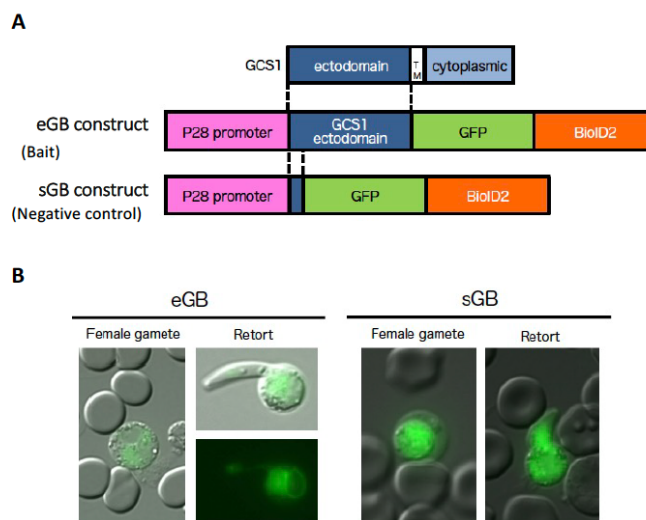 A
GCS1 ectodomain TM cytoplasmic
eGB construct P28 promoter GCS1 ectodomain GFP BioID2
(Bait)
sGB construct P28 promoter GFP BioID2
(Negative control)
B
eGB sGB
Female gamete Retort Female gamete Retort